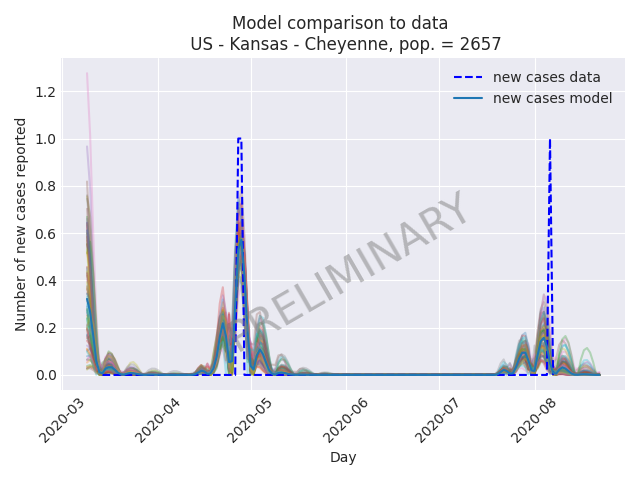 Model comparison to data
US - Kansas - Cheyenne, pop. = 2657
new cases data
new cases model
PRELIMINARY
Number of new cases reported
1.2
1.0
0.8
0.6
0.4
0.2
0.0
2020-03
2020-04
2020-05
2020-06
2020-07
2020-08
Day